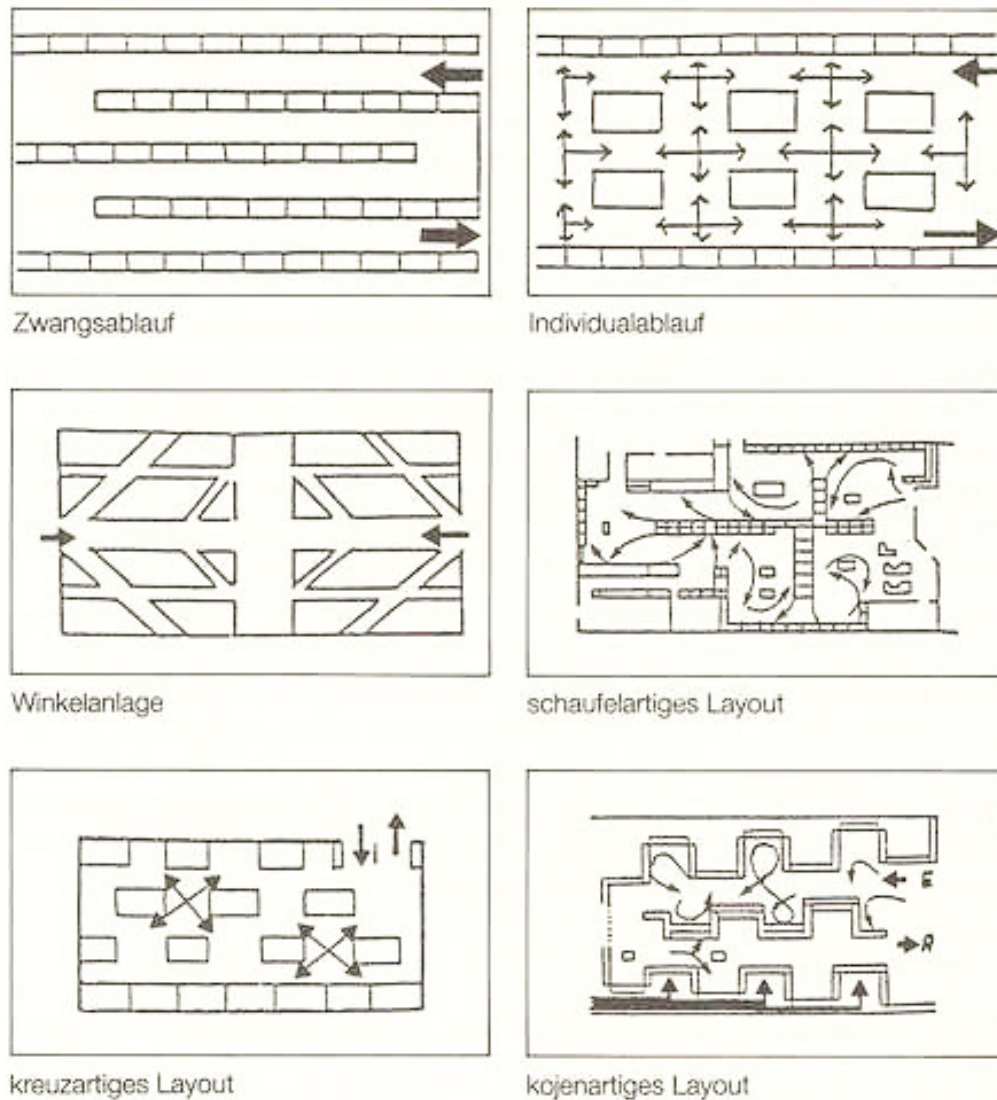 Zwangsablauf
Individualablauf
Winkelanlage
schaufelartiges Layout
E
A
kreuzartiges Layout
kojenartiges Layout